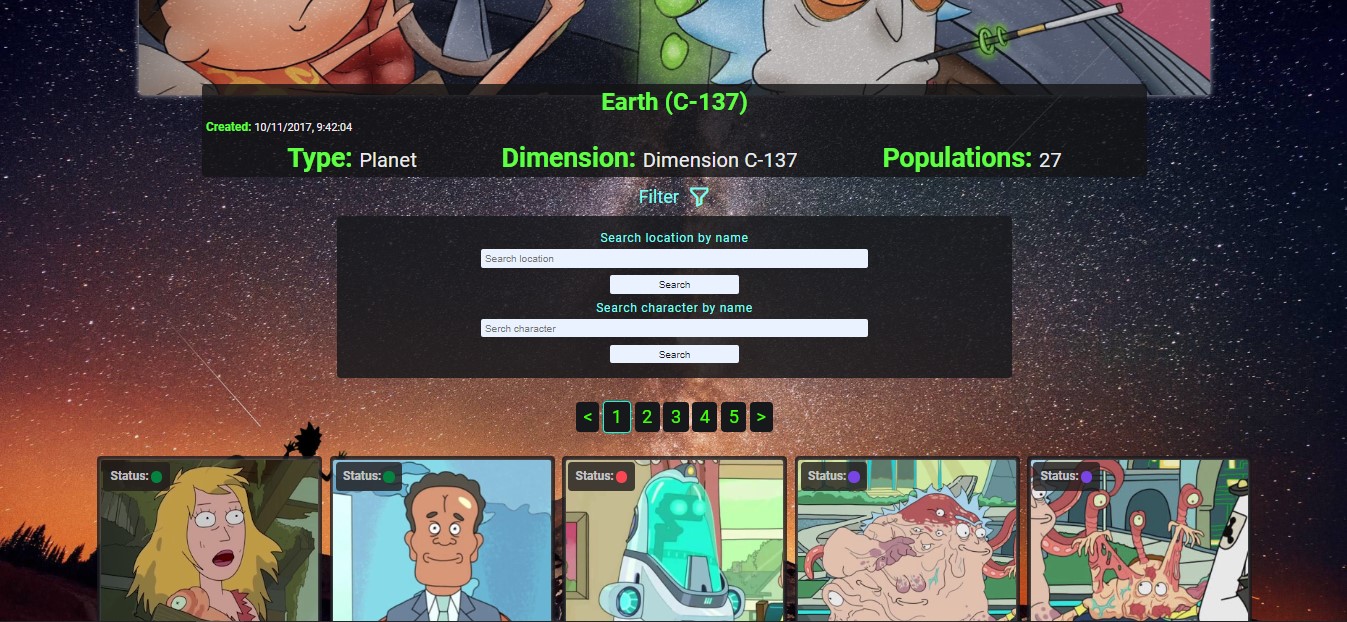 Earth (C-137)
Created: 10/11/2017, 9:42:04
Type: Planet Dimension: Dimension C-137 Populations: 27
Filter
Search location by name
Search location
Search
Search character by name
Serch character
Search
< 1 2 3 4 5 >
Status: Status: Status: Status: Status: